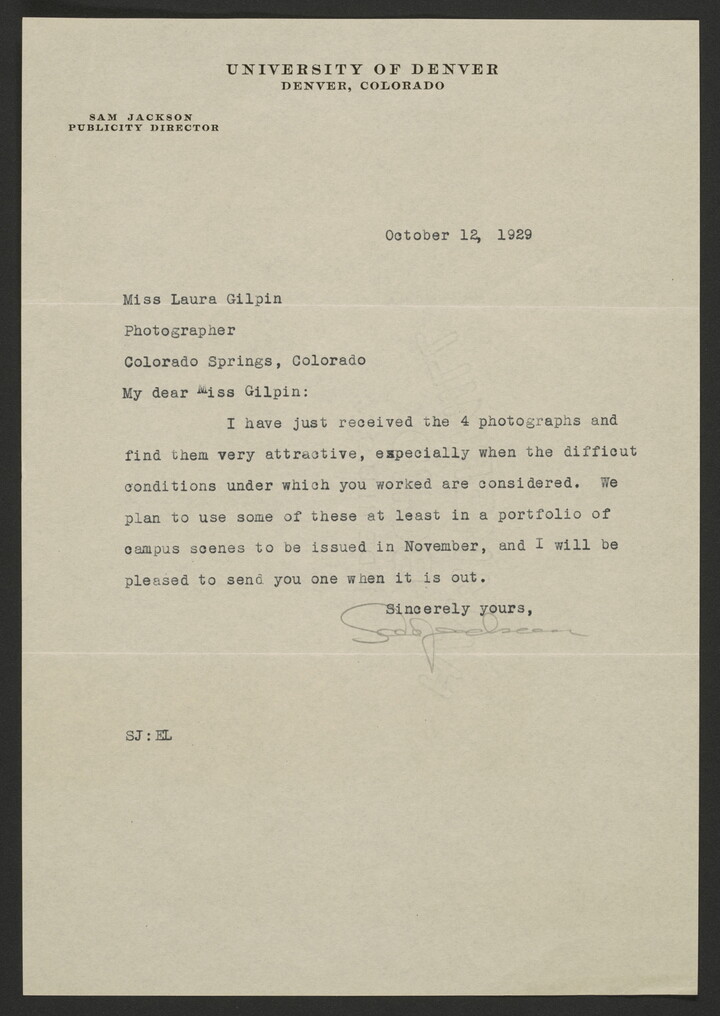 UNIVERSITY OF DENVER
DENVER, COLORADO
SAM JACKSON
PUBLICITY DIRECTOR
October 12, 1929
Miss Laura Gilpin
Photographer
Colorado Springs, Colorado
My dear Miss Gilpin:
I have just received the 4 photographs and
find them very attractive, especially when the difficut
conditions under which you worked are considered. We
plan to use some of these at least in a portfolio of
campus scenes to be issued in November, and I will be
pleased to send you one when it is out.
Sincerely yours,
Sam Jackson
SJ:EL